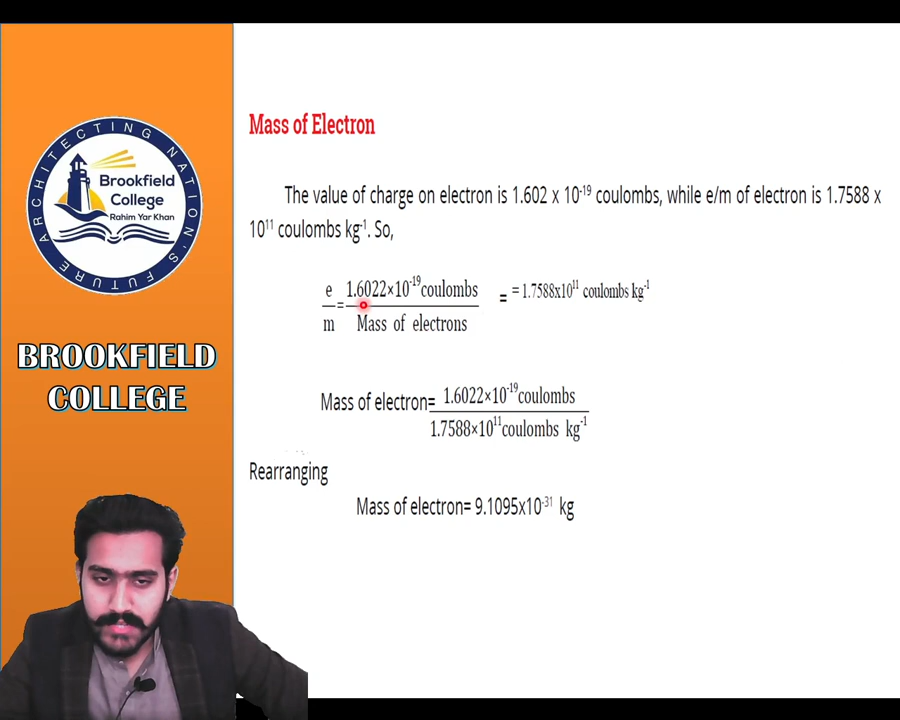 ARCHITECTING NATION'S FUTURE
Brookfield
College
Rahim Yar Khan
BROOKFIELD
COLLEGE
Mass of Electron
The value of charge on electron is 1.602 x 10⁻¹⁹ coulombs, while e/m of electron is 1.7588 x
10¹¹ coulombs kg⁻¹. So,
e/m = 1.6022×10⁻¹⁹coulombs / Mass of electrons = = 1.7588x10¹¹ coulombs kg⁻¹
Mass of electron= 1.6022×10⁻¹⁹coulombs / 1.7588×10¹¹coulombs kg⁻¹
Rearranging
Mass of electron= 9.1095x10⁻³¹ kg